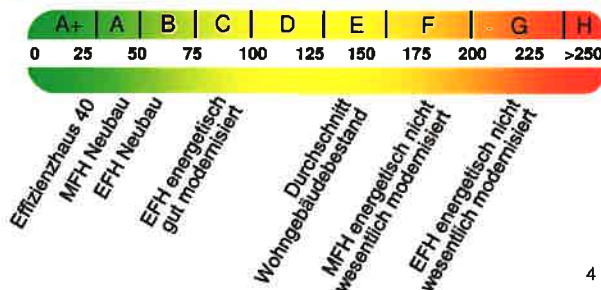 A+ A B C D E F G H
0 25 50 75 100 125 150 175 200 225 >250
Effizienzhaus 40
MFH Neubau
EFH Neubau
EFH energetisch
gut modernisiert
Durchschnitt
Wohngebäudebestand
MFH energetisch nicht
wesentlich modernisiert
EFH energetisch nicht
wesentlich modernisiert
4